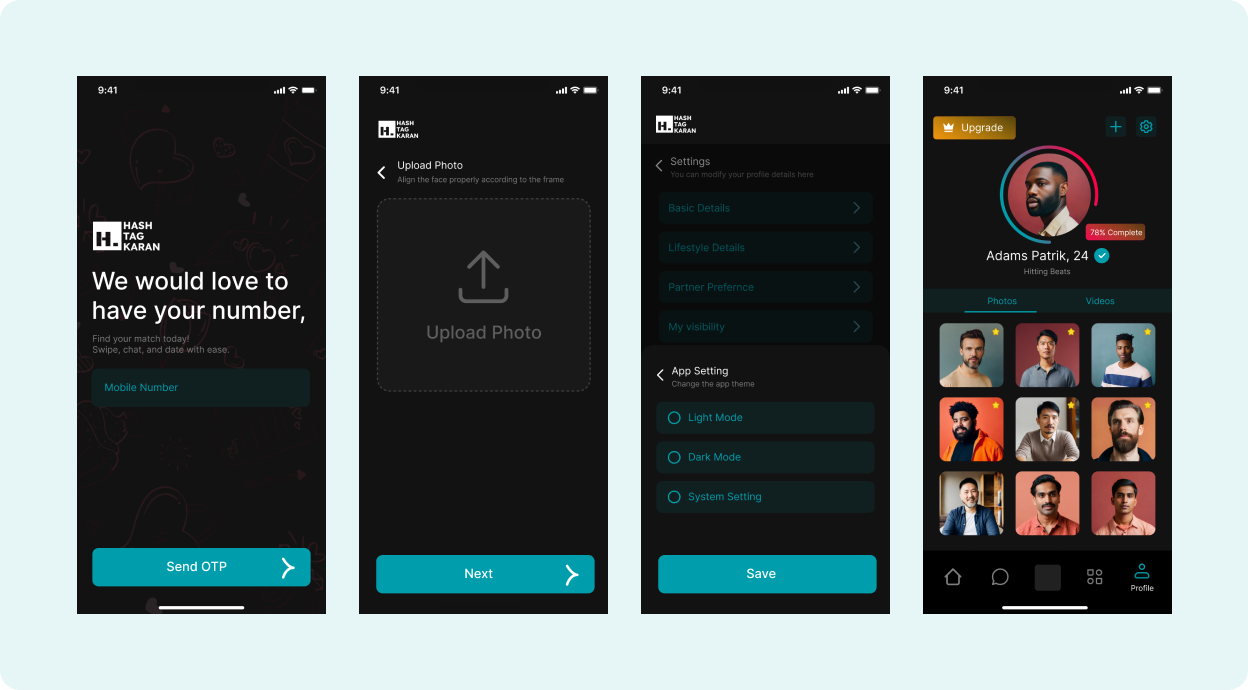 9:41
HASH
TAG
KARAN
H.
We would love to
have your number,
Find your match today!
Swipe, chat, and date with ease.
Mobile Number
Send OTP
9:41
HASH
TAG
KARAN
H.
Upload Photo
Align the face properly according to the frame
Upload Photo
Next
9:41
HASH
TAG
KARAN
H.
Settings
You can modify your profile details here
Basic Details
Lifestyle Details
Partner Prefernce
My visibility
App Setting
Change the app theme
Light Mode
Dark Mode
System Setting
Save
9:41
Upgrade
78% Complete
Adams Patrik, 24
Hitting Beats
Photos Videos
Profile